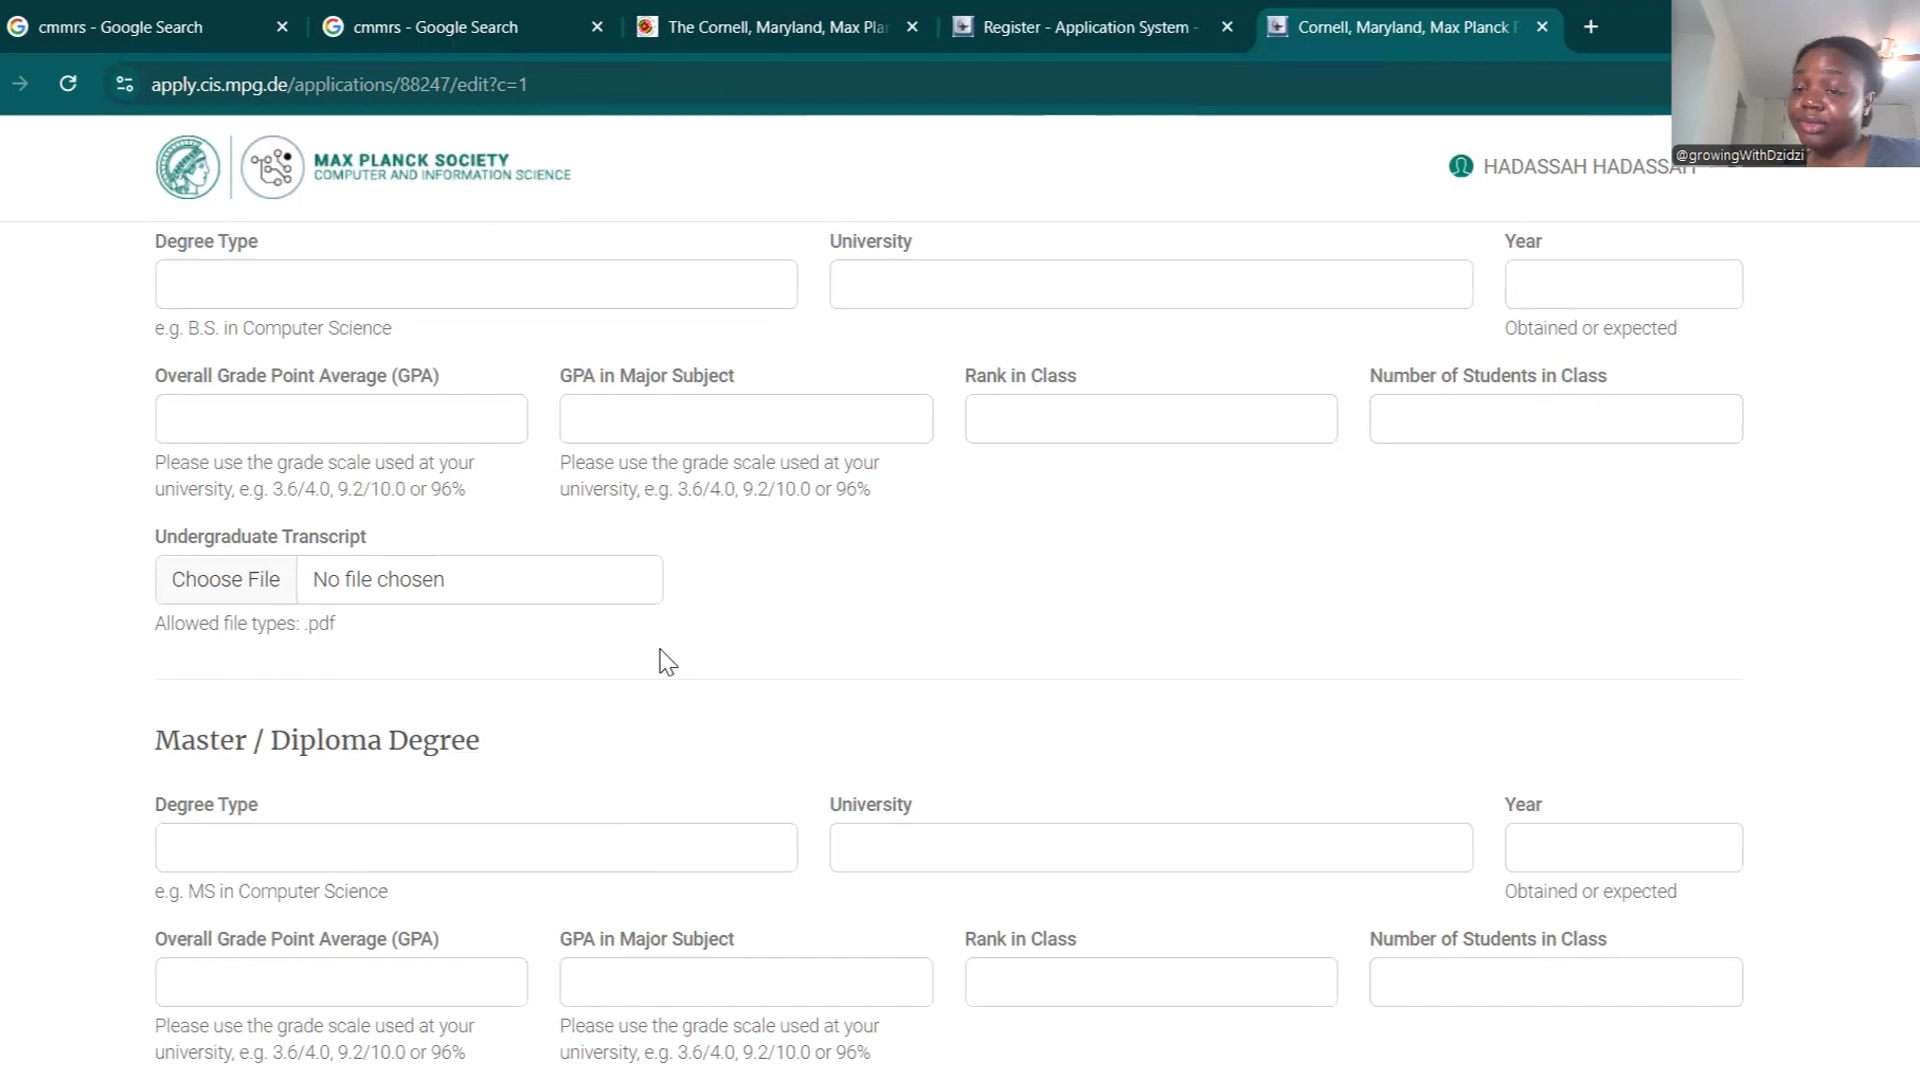 cmmrs - Google Search
cmmrs - Google Search
The Cornell, Maryland, Max Plan
Register - Application System -
Cornell, Maryland, Max Planck P
apply.cis.mpg.de/applications/88247/edit?c=1
@growingWithDzidzi
MAX PLANCK SOCIETY
COMPUTER AND INFORMATION SCIENCE
HADASSAH HADASSAH
Degree Type
University
Year
e.g. B.S. in Computer Science
Obtained or expected
Overall Grade Point Average (GPA)
GPA in Major Subject
Rank in Class
Number of Students in Class
Please use the grade scale used at your
university, e.g. 3.6/4.0, 9.2/10.0 or 96%
Please use the grade scale used at your
university, e.g. 3.6/4.0, 9.2/10.0 or 96%
Undergraduate Transcript
Choose File
No file chosen
Allowed file types: .pdf
Master / Diploma Degree
Degree Type
University
Year
e.g. MS in Computer Science
Obtained or expected
Overall Grade Point Average (GPA)
GPA in Major Subject
Rank in Class
Number of Students in Class
Please use the grade scale used at your
university, e.g. 3.6/4.0, 9.2/10.0 or 96%
Please use the grade scale used at your
university, e.g. 3.6/4.0, 9.2/10.0 or 96%